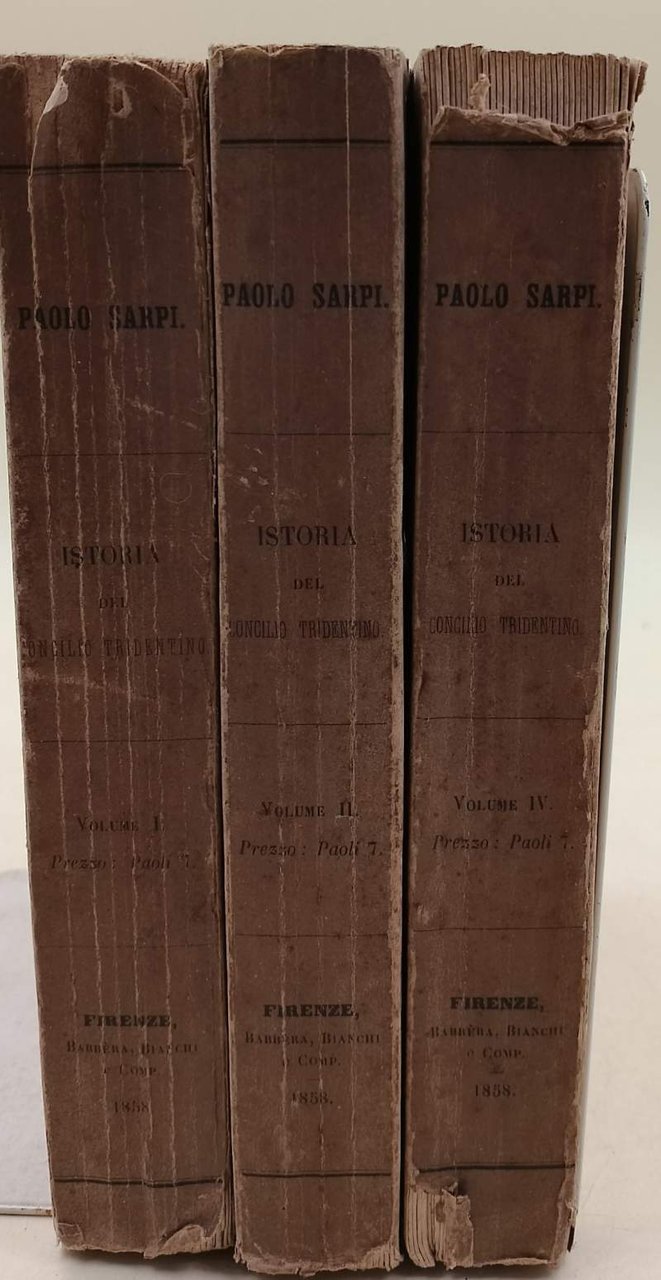 PAOLO SARPI.
ISTORIA
DEL
CONCILIO TRIDENTINO.
VOLUME I.
Prezzo: Paoli 7.
FIRENZE,
BARBÈRA, BIANCHI
e COMP.
1858
PAOLO SARPI.
ISTORIA
DEL
CONCILIO TRIDENTINO.
VOLUME II.
Prezzo: Paoli 7.
FIRENZE,
BARBÈRA, BIANCHI
e COMP.
1858.
PAOLO SARPI.
ISTORIA
DEL
CONCILIO TRIDENTINO.
VOLUME IV.
Prezzo: Paoli 7.
FIRENZE,
BARBÈRA, BIANCHI
e COMP.
1858.